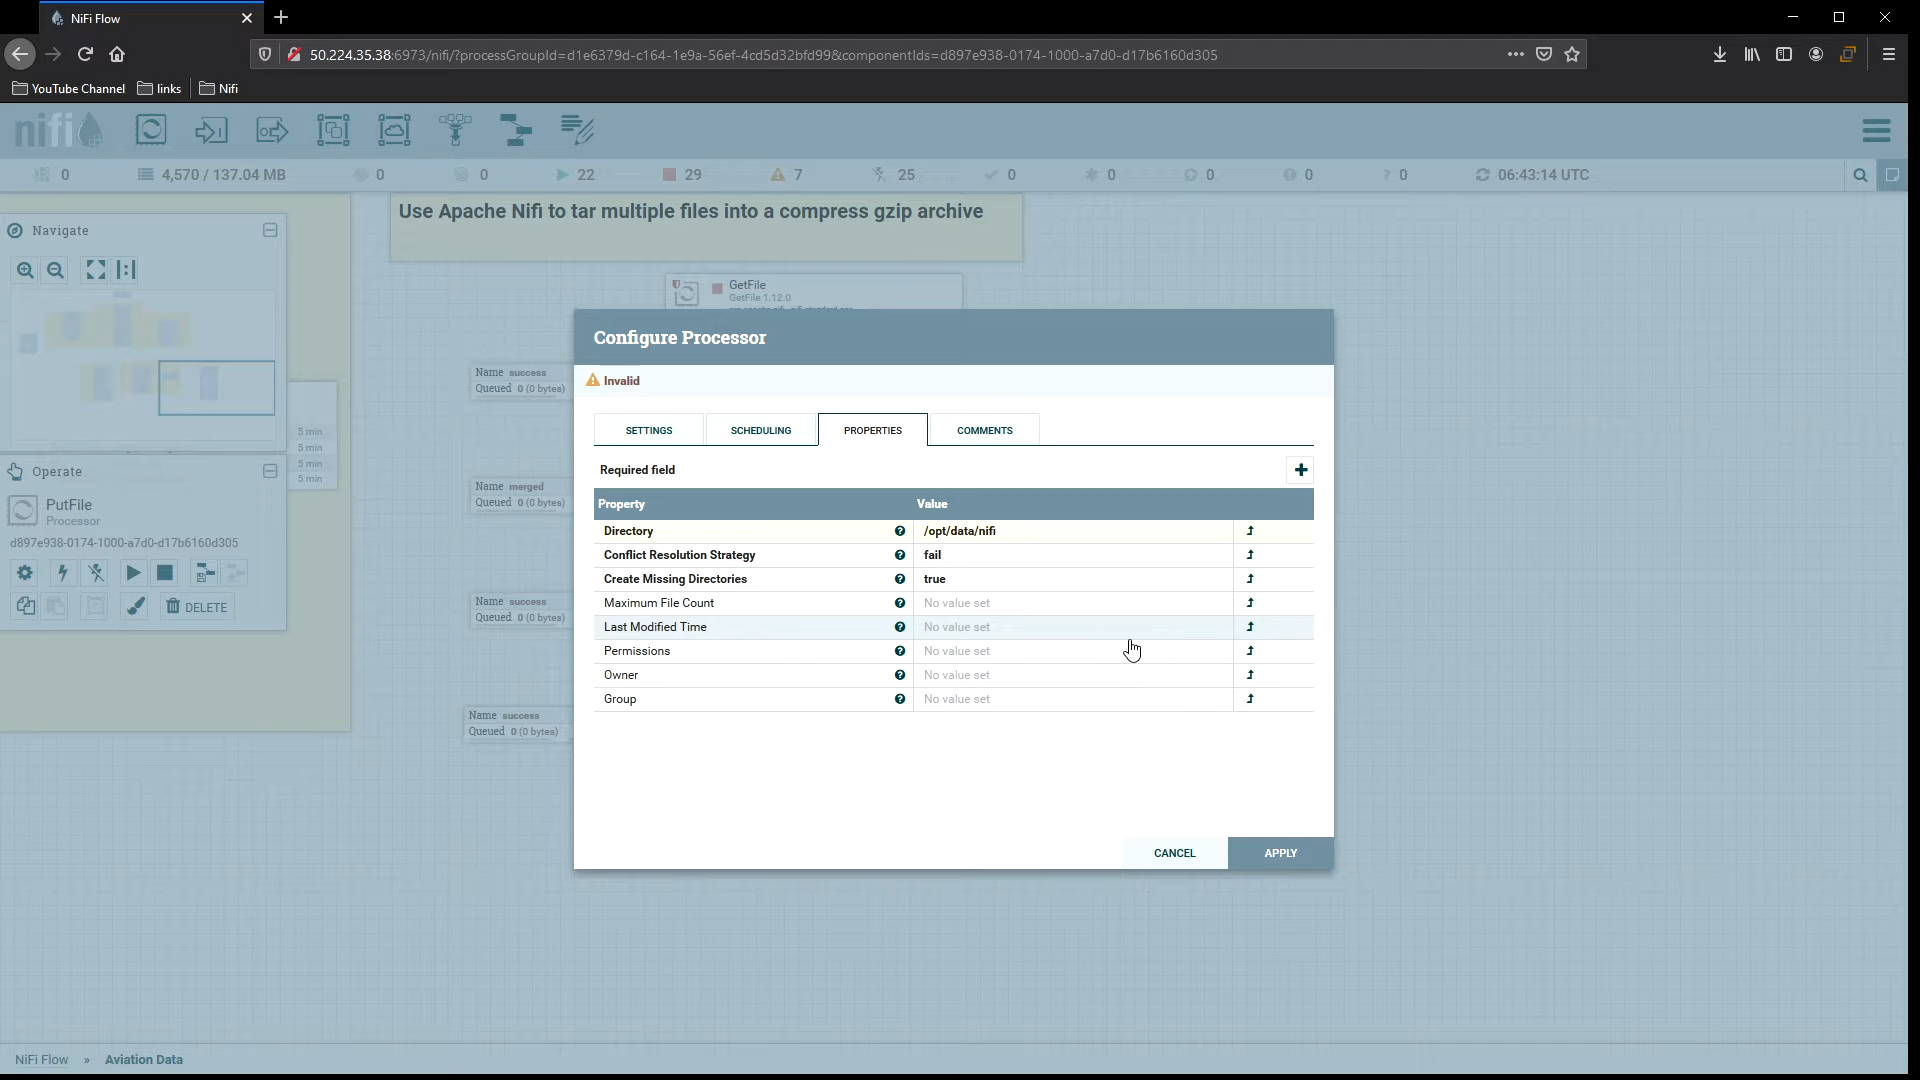 NiFi Flow
50.224.35.38:6973/nifi/?processGroupId=d1e6379d-c164-1e9a-56ef-4cd5d32bfd99&componentIds=d897e938-0174-1000-a7d0-d17b6160d305
YouTube Channel links Nifi
nifi
0 4,570 / 137.04 MB 0 0 22 29 7 25 0 0 0 0 0 06:43:14 UTC
Use Apache Nifi to tar multiple files into a compress gzip archive
Navigate
GetFile
GetFile 1.12.0
Configure Processor
Name success
Queued 0 (0 bytes)
Invalid
SETTINGS SCHEDULING PROPERTIES COMMENTS
5 min
5 min
5 min
5 min
Operate
Required field
Name merged
Queued 0 (0 bytes)
PutFile
Processor
d897e938-0174-1000-a7d0-d17b6160d305
DELETE
Property Value
Directory /opt/data/nifi
Conflict Resolution Strategy fail
Create Missing Directories true
Maximum File Count No value set
Last Modified Time No value set
Permissions No value set
Owner No value set
Group No value set
Name success
Queued 0 (0 bytes)
Name success
Queued 0 (0 bytes)
CANCEL APPLY
NiFi Flow » Aviation Data